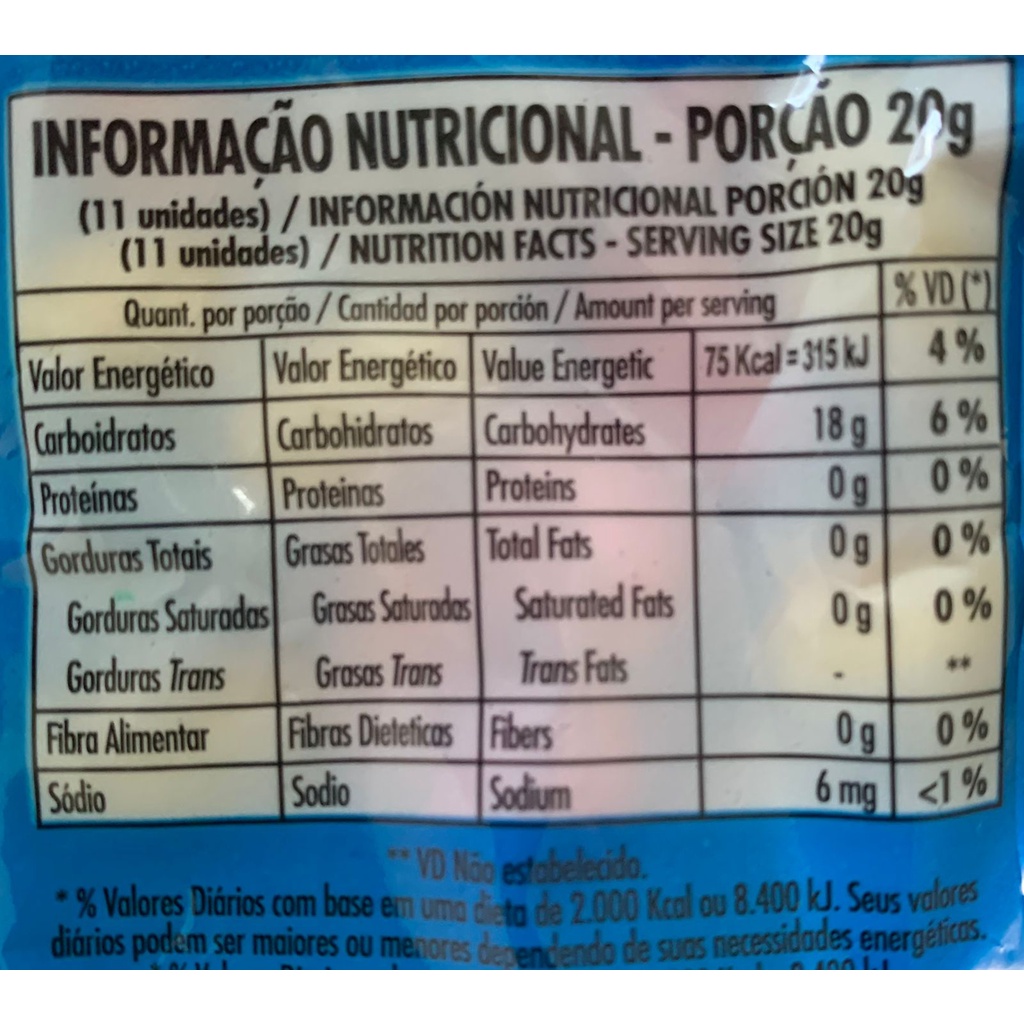 INFORMAÇÃO NUTRICIONAL - PORÇÃO 20g
(11 unidades) / INFORMACIÓN NUTRICIONAL PORCIÓN 20g
(11 unidades) / NUTRITION FACTS - SERVING SIZE 20g
Quant. por porção / Cantidad por porción / Amount per serving % VD (*)
Valor Energético Valor Energético Value Energetic 75 Kcal = 315 kJ 4 %
Carboidratos Carbohidratos Carbohydrates 18 g 6 %
Proteínas Proteinas Proteins 0 g 0 %
Gorduras Totais Grasas Totales Total Fats 0 g 0 %
Gorduras Saturadas Grasas Saturadas Saturated Fats 0 g 0 %
Gorduras Trans Grasas Trans Trans Fats - **
Fibra Alimentar Fibras Dieteticas Fibers 0 g 0 %
Sódio Sodio Sodium 6 mg <1 %
** VD Não estabelecido.
* % Valores Diários com base em uma dieta de 2.000 Kcal ou 8.400 kJ. Seus valores
diários podem ser maiores ou menores dependendo de suas necessidades energéticas.